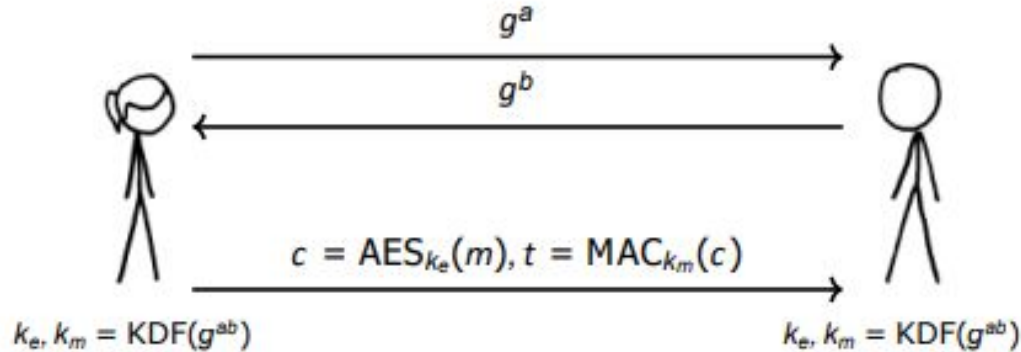 g^a
g^b
c = AES_{k_e}(m), t = MAC_{k_m}(c)
k_e, k_m = KDF(g^{ab})
k_e, k_m = KDF(g^{ab})